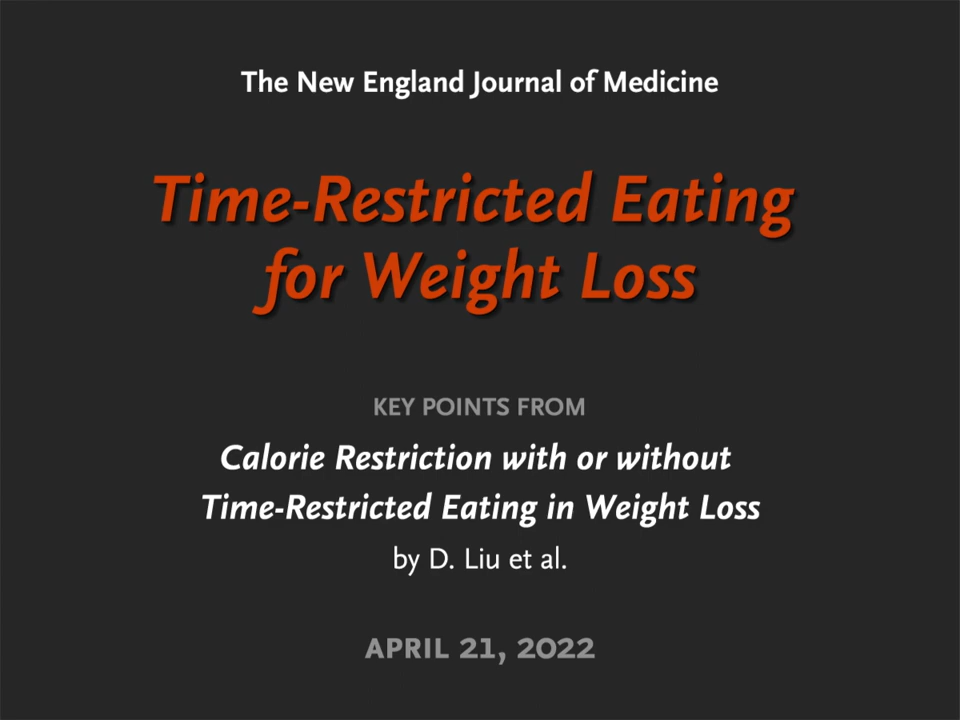 The New England Journal of Medicine
Time-Restricted Eating
for Weight Loss
KEY POINTS FROM
Calorie Restriction with or without
Time-Restricted Eating in Weight Loss
by D. Liu et al.
APRIL 21, 2022